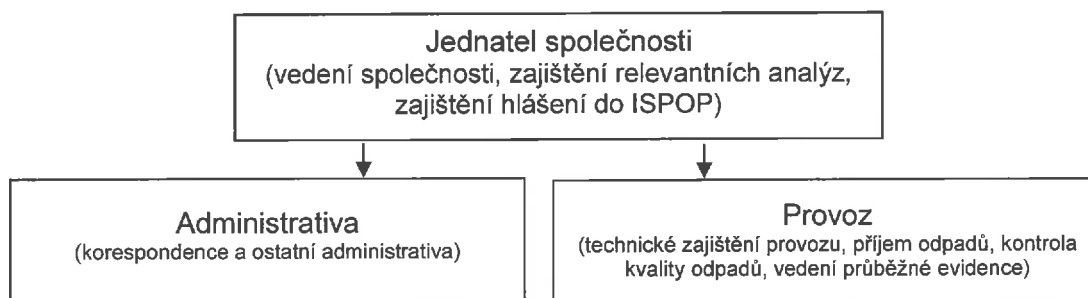 Jednatel společnosti
(vedení společnosti, zajištění relevantních analýz,
zajištění hlášení do ISPOP)
Administrativa
(korespondence a ostatní administrativa)
Provoz
(technické zajištění provozu, příjem odpadů, kontrola
kvality odpadů, vedení průběžné evidence)